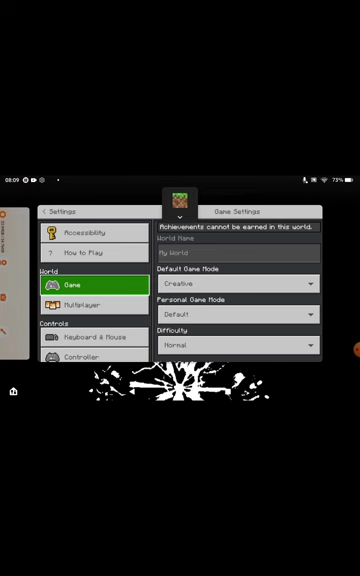 08:09
73%
Settings
Game Settings
Accessibility
Achievements cannot be earned in this world.
World Name
? How to Play
My World
World
Default Game Mode
Game
Creative
Multiplayer
Personal Game Mode
Default
Controls
Difficulty
Keyboard & Mouse
Normal
Controller